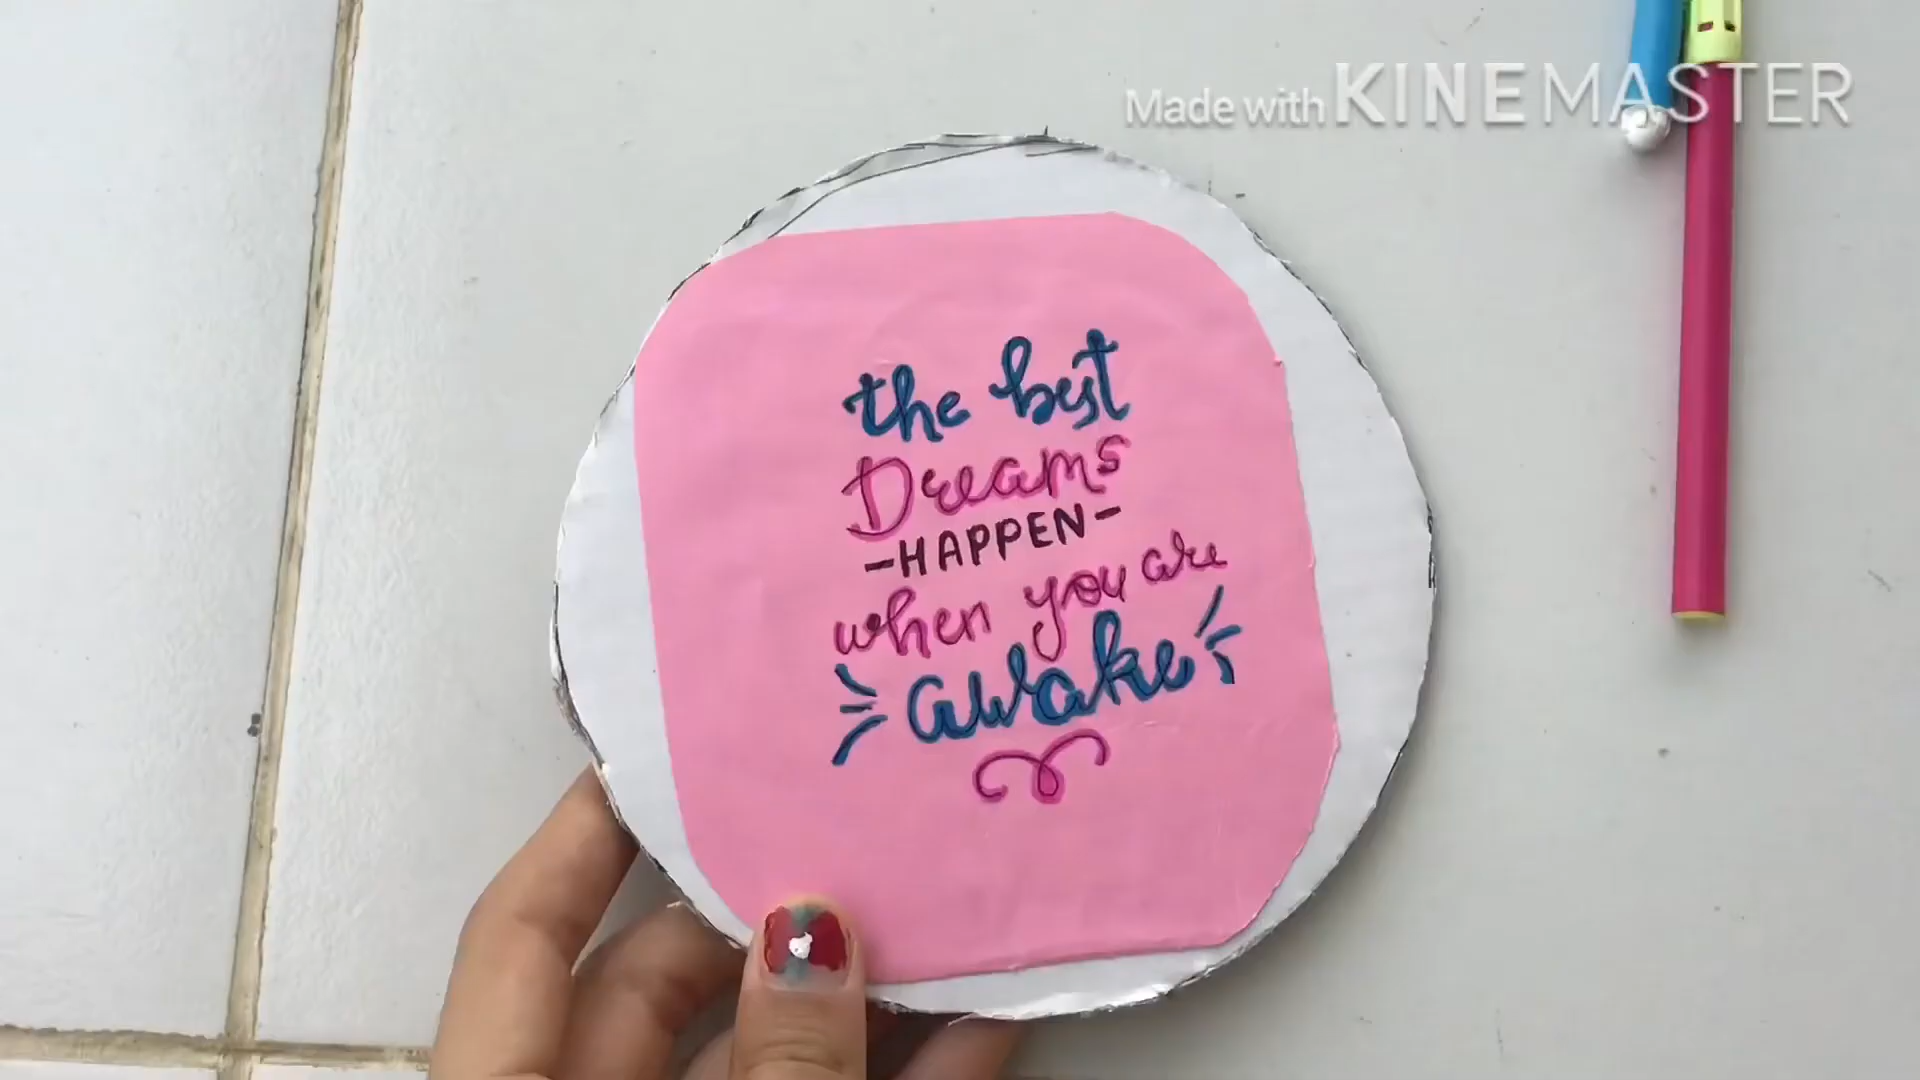 Made with KINEMASTER
the best
Dreams
-HAPPEN-
when you are
awake